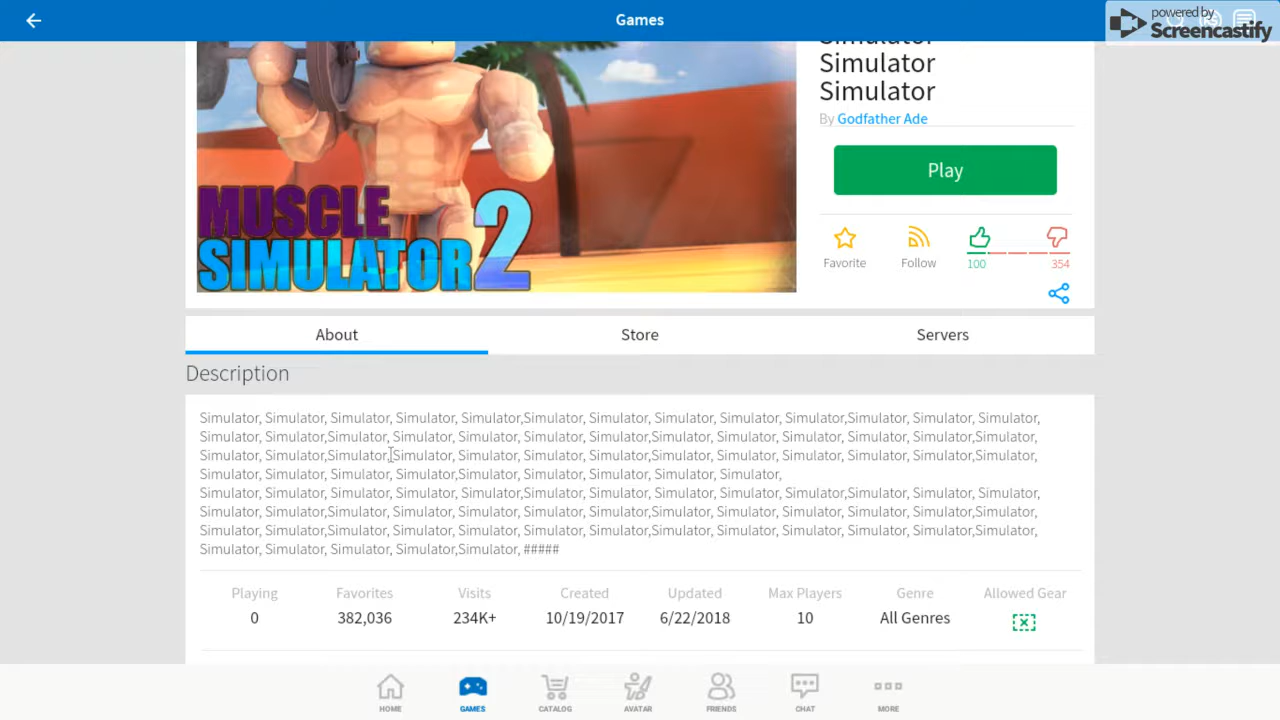 Games
powered by
Screencastify
Simulator
Simulator
Simulator
By Godfather Ade
Play
MUSCLE
SIMULATOR 2
Favorite
Follow
100
354
About
Store
Servers
Description
Simulator, Simulator, Simulator, Simulator, Simulator,Simulator, Simulator, Simulator, Simulator, Simulator,Simulator, Simulator, Simulator,
Simulator, Simulator,Simulator, Simulator, Simulator, Simulator, Simulator,Simulator, Simulator, Simulator, Simulator, Simulator,Simulator,
Simulator, Simulator,Simulator,Simulator, Simulator, Simulator, Simulator,Simulator, Simulator, Simulator, Simulator, Simulator,Simulator,
Simulator, Simulator, Simulator, Simulator,Simulator, Simulator, Simulator, Simulator, Simulator,
Simulator, Simulator, Simulator, Simulator, Simulator,Simulator, Simulator, Simulator, Simulator, Simulator,Simulator, Simulator, Simulator,
Simulator, Simulator,Simulator, Simulator, Simulator, Simulator, Simulator,Simulator, Simulator, Simulator, Simulator, Simulator,Simulator,
Simulator, Simulator,Simulator, Simulator, Simulator, Simulator, Simulator,Simulator, Simulator, Simulator, Simulator, Simulator,Simulator,
Simulator, Simulator, Simulator, Simulator,Simulator, #####
Playing
Favorites
Visits
Created
Updated
Max Players
Genre
Allowed Gear
0
382,036
234K+
10/19/2017
6/22/2018
10
All Genres
HOME
GAMES
CATALOG
AVATAR
FRIENDS
CHAT
MORE